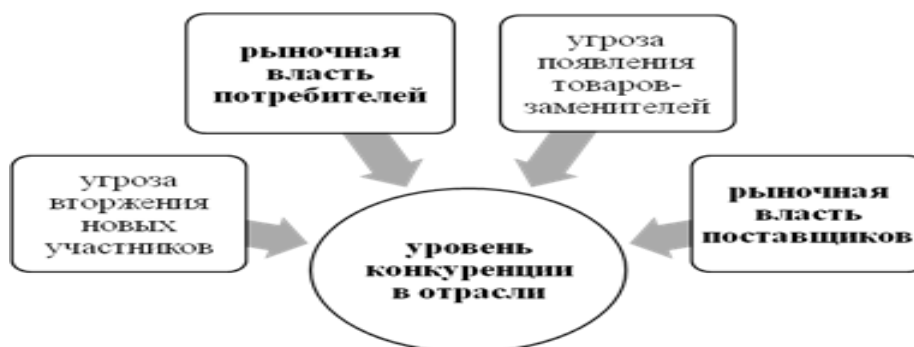 рыночная
власть
потребителей
угроза
появления
товаров-
заменителей
угроза
вторжения
новых
участников
рыночная
власть
поставщиков
уровень
конкуренции
в отрасли